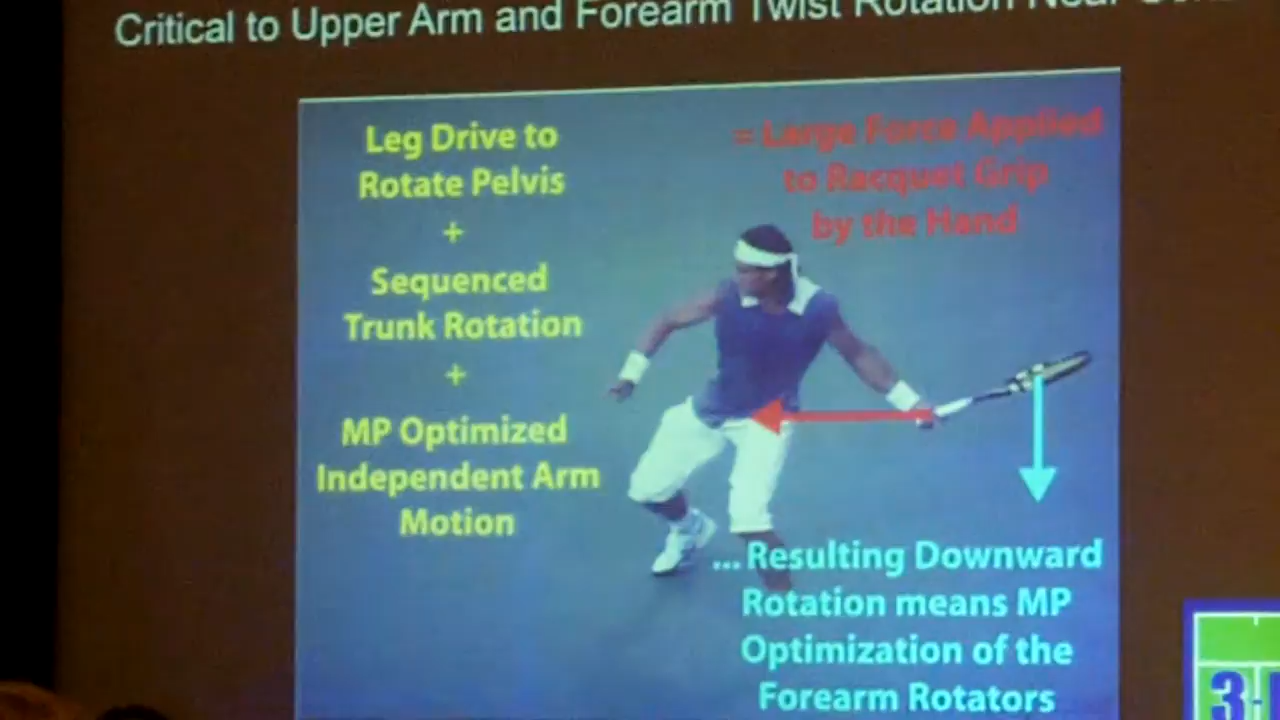 Critical to Upper Arm and Forearm Twist Rotation Near
Leg Drive to
Rotate Pelvis
+
Sequenced
Trunk Rotation
+
MP Optimized
Independent Arm
Motion
= Large Force Applied
to Racquet Grip
by the Hand
... Resulting Downward
Rotation means MP
Optimization of the
Forearm Rotators
3-